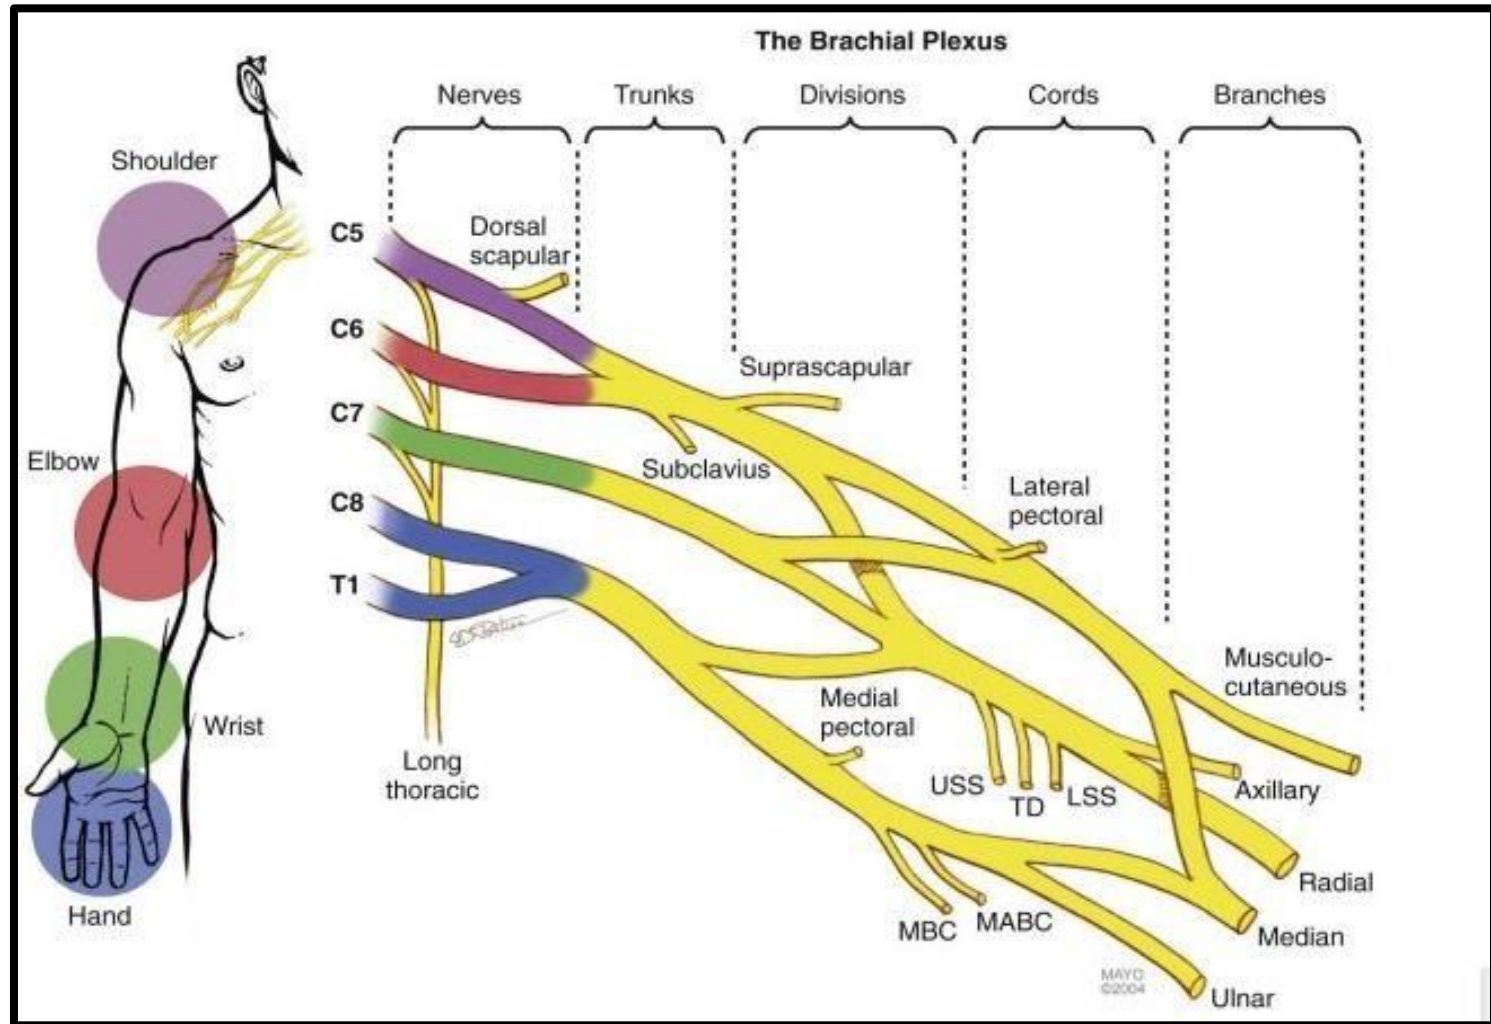 The Brachial Plexus
Nerves
Trunks
Divisions
Cords
Branches
Shoulder
C5
Dorsal
scapular
C6
Suprascapular
C7
Elbow
Subclavius
C8
Lateral
pectoral
T1
Musculo-
cutaneous
Medial
pectoral
Wrist
Long
thoracic
USS
TD
LSS
Axillary
Radial
Hand
MBC
MABC
Median
MAYO
©2004
Ulnar